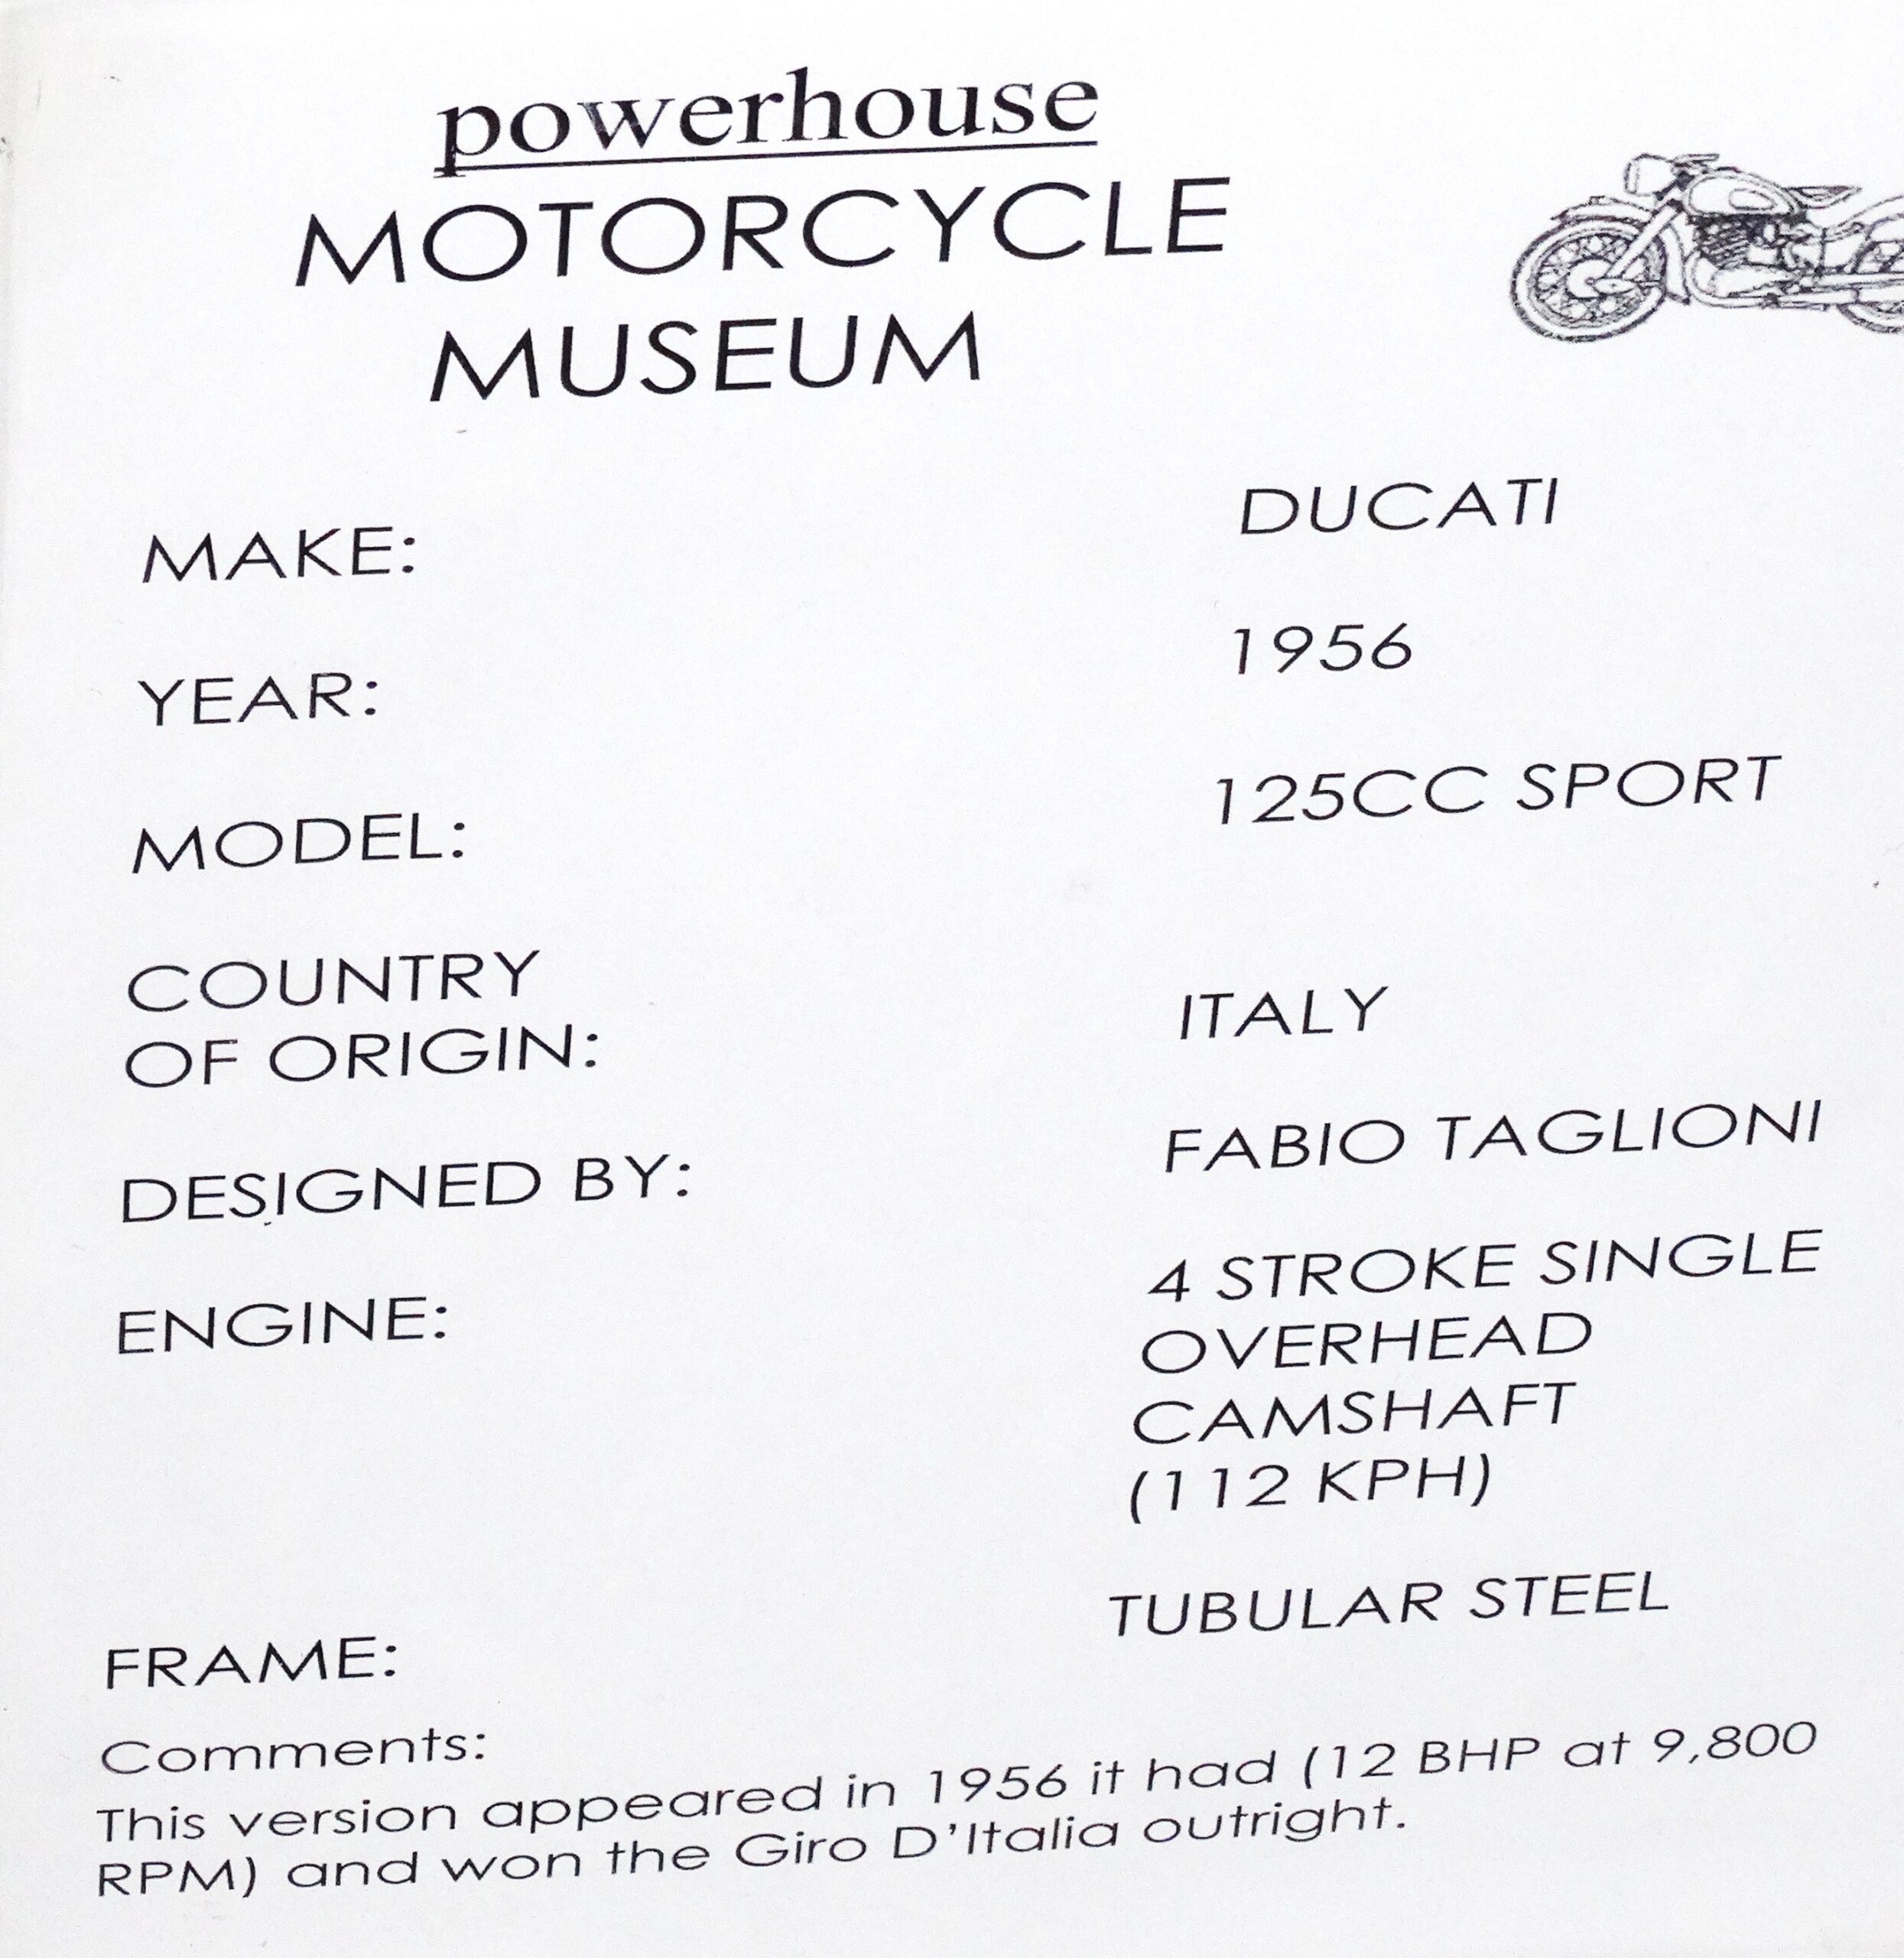 powerhouse
MOTORCYCLE
MUSEUM
MAKE: DUCATI
YEAR: 1956
MODEL: 125CC SPORT
COUNTRY
OF ORIGIN: ITALY
DESIGNED BY: FABIO TAGLIONI
ENGINE: 4 STROKE SINGLE
OVERHEAD
CAMSHAFT
(112 KPH)
FRAME: TUBULAR STEEL
Comments:
This version appeared in 1956 it had (12 BHP at 9,800
RPM) and won the Giro D'Italia outright.